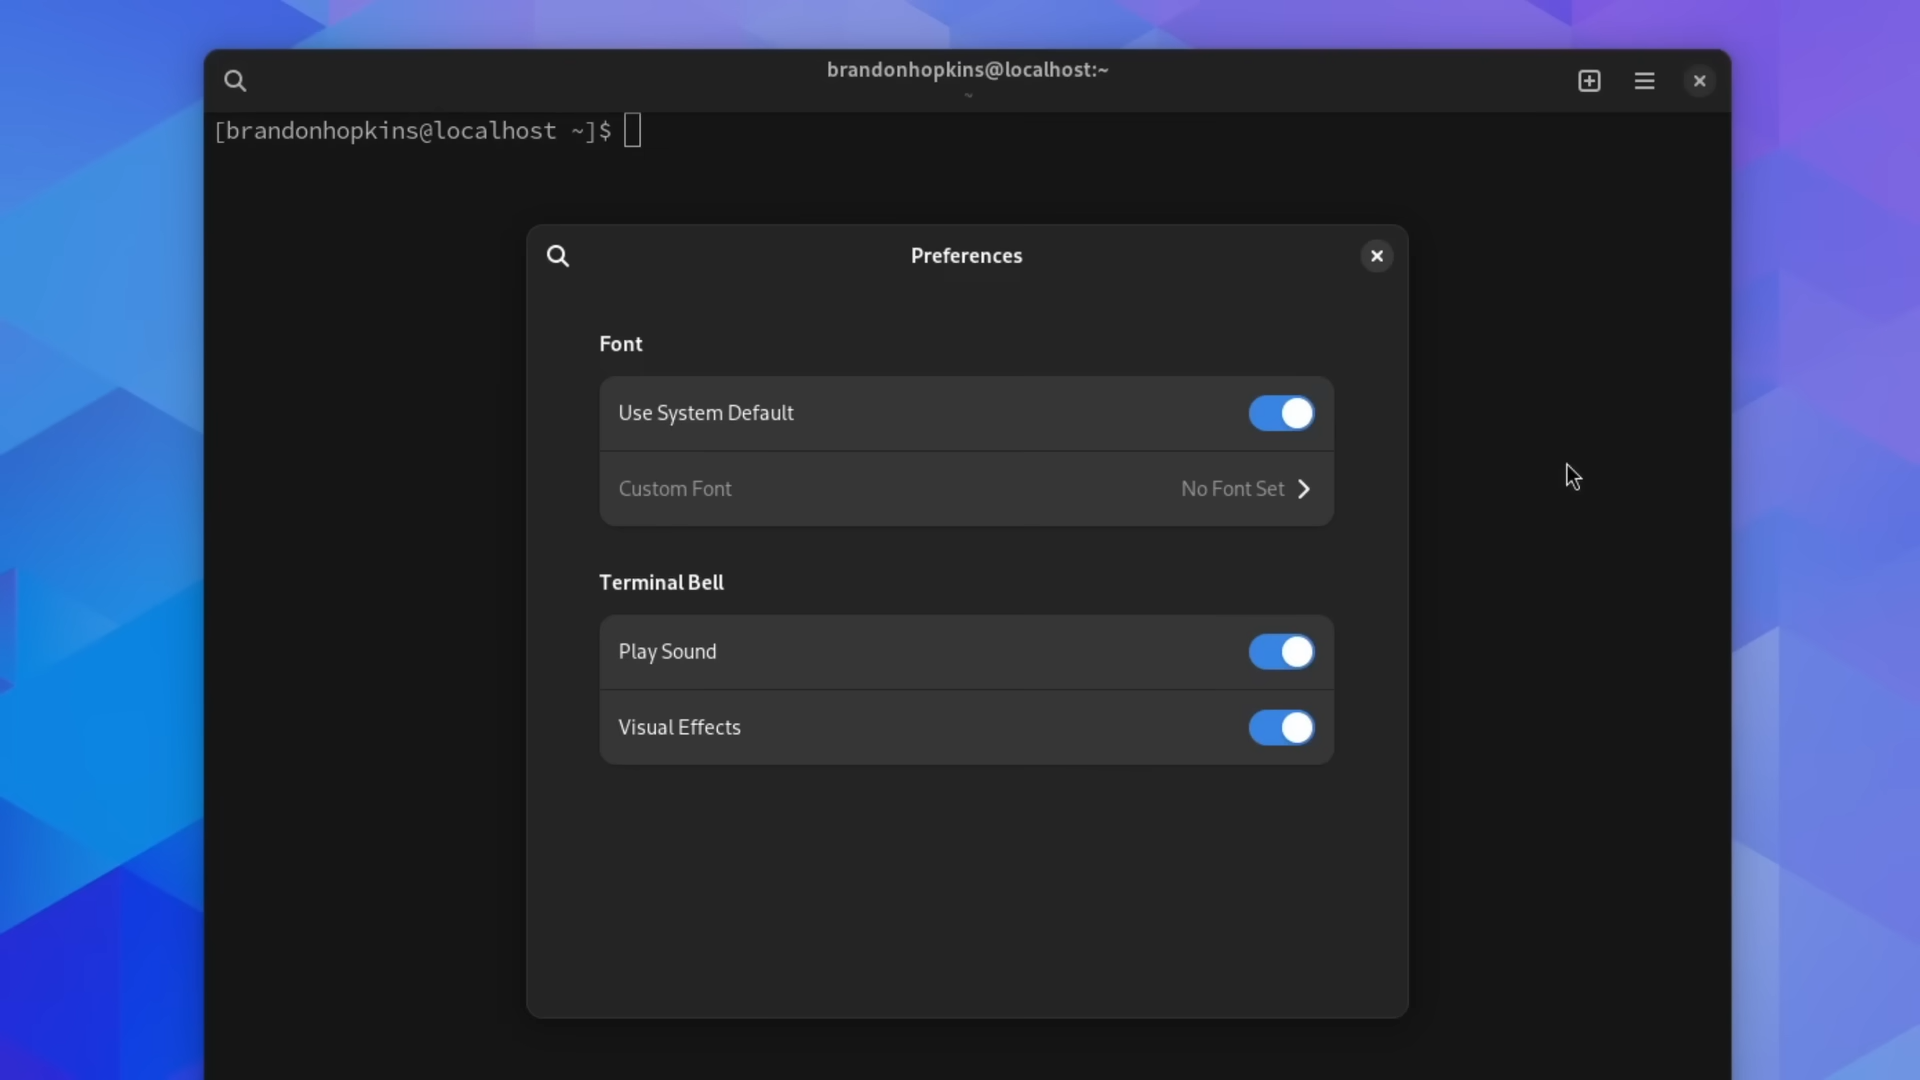 brandonhopkins@localhost:~
~
[brandonhopkins@localhost ~]$
Preferences
Font
Use System Default
Custom Font No Font Set
Terminal Bell
Play Sound
Visual Effects